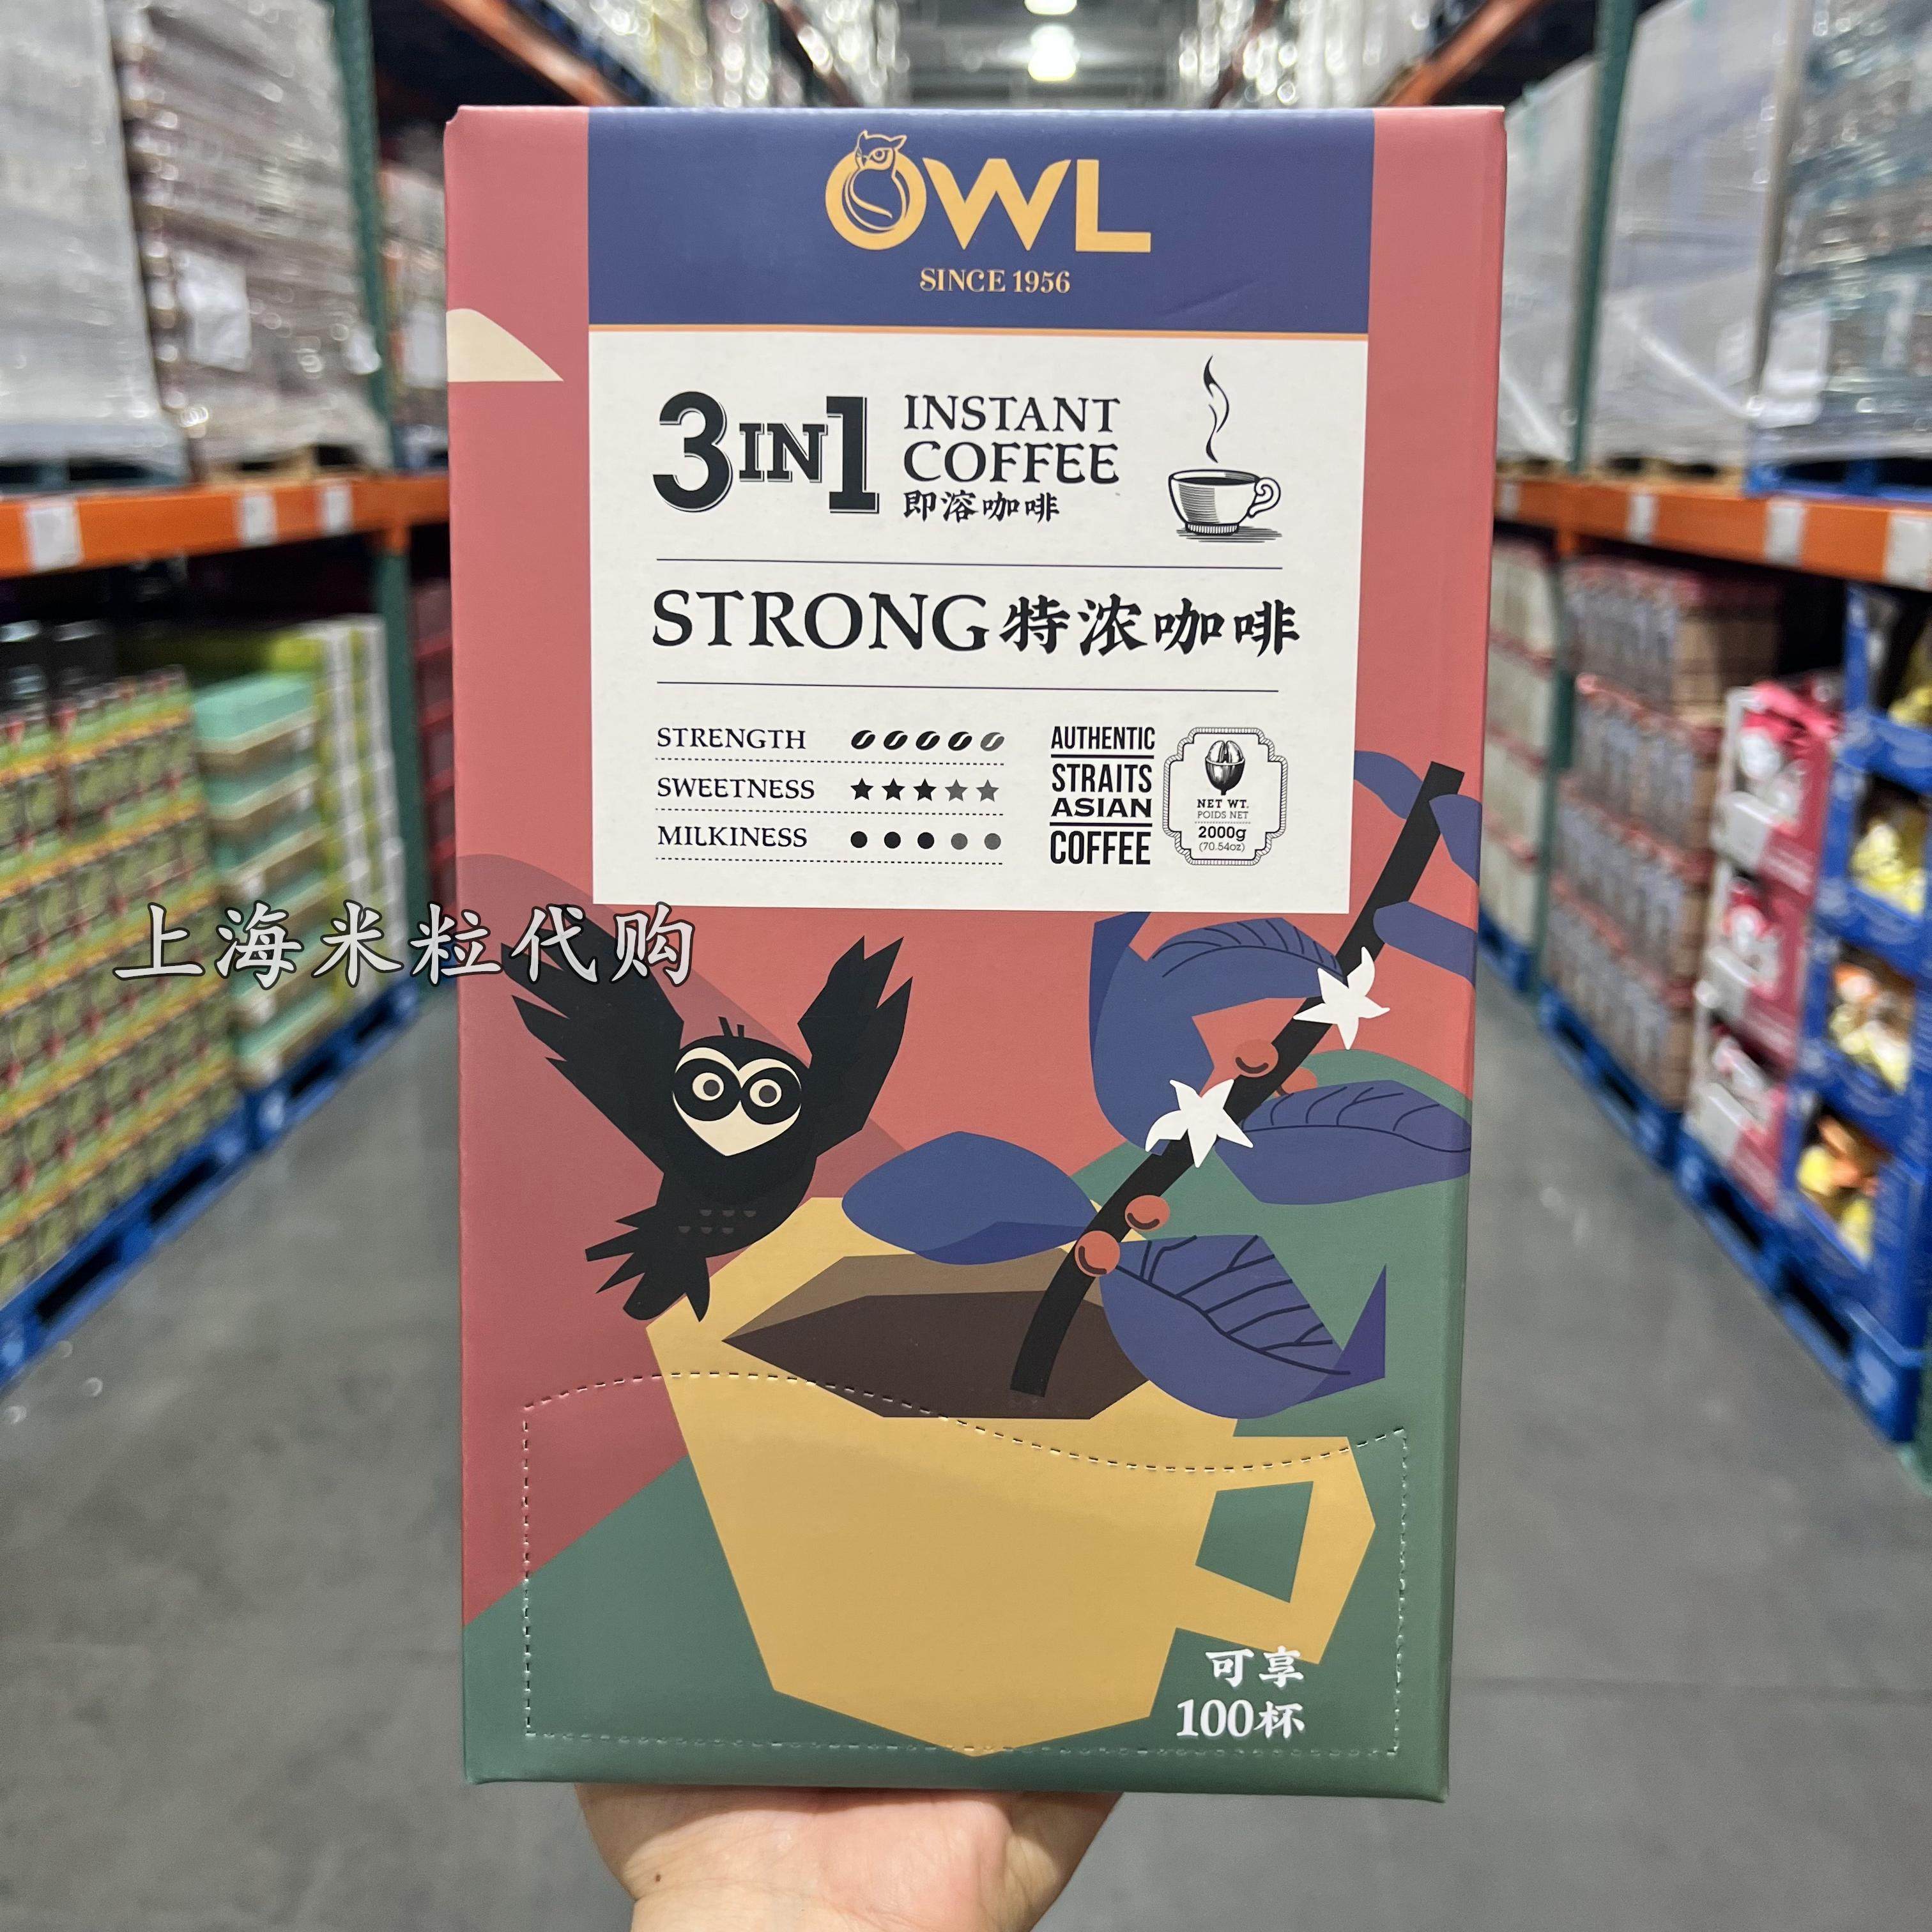 OWL
SINCE 1956
3IN1 INSTANT
COFFEE
即溶咖啡
STRONG特浓咖啡
STRENGTH
SWEETNESS
MILKINESS
AUTHENTIC
STRAITS
ASIAN
COFFEE
NET WT.
POIDS NET
2000g
(70.54oz)
上海米粒代购
可享
100杯